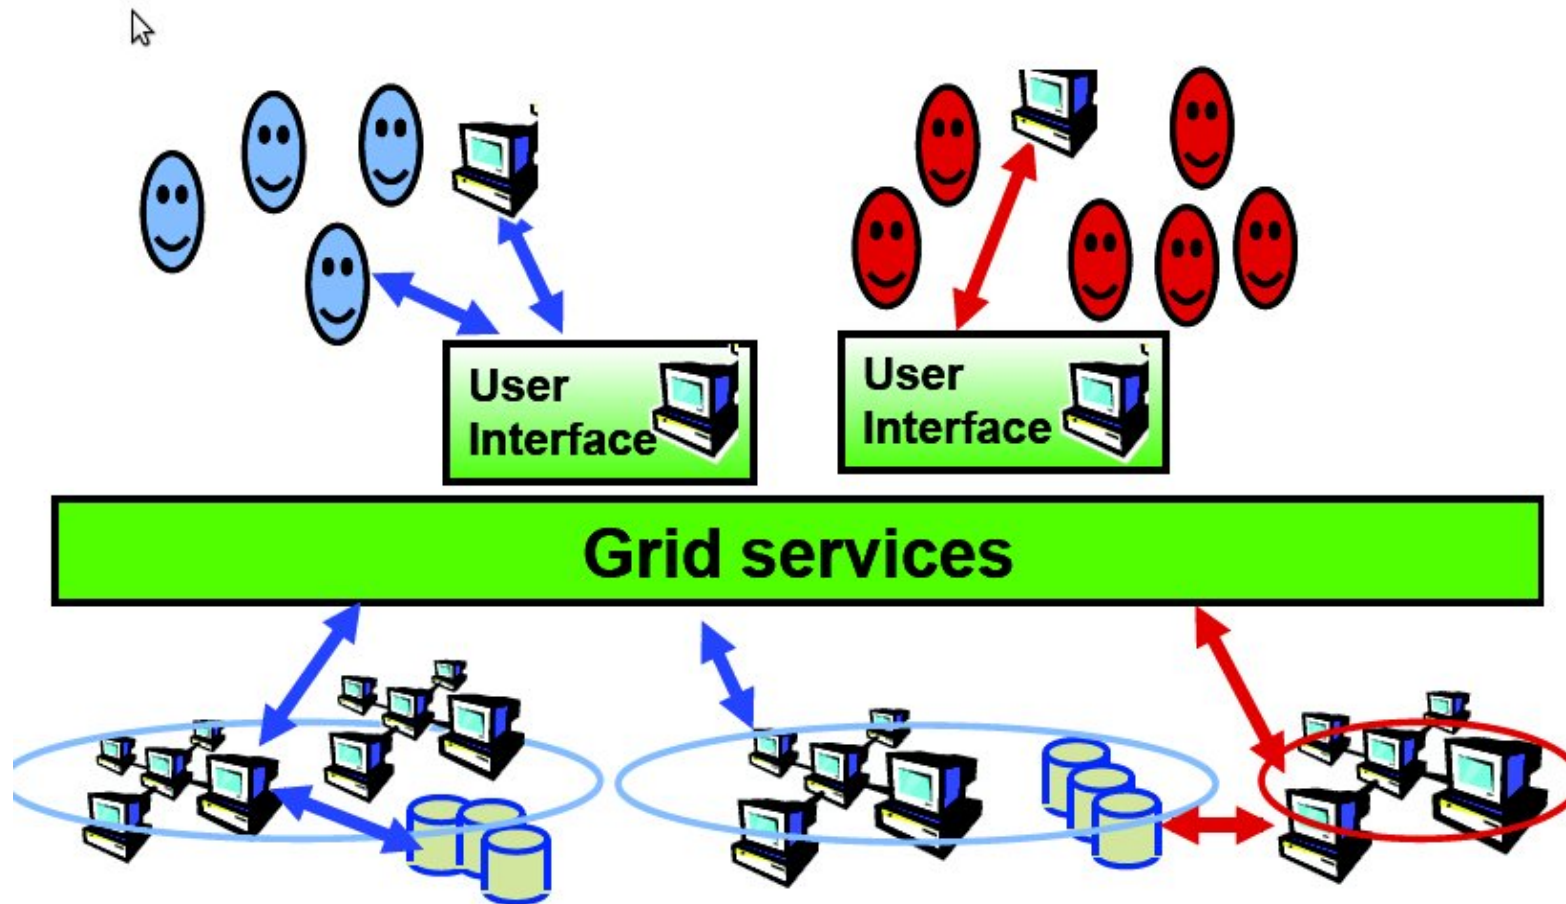 User
Interface
User
Interface
Grid services